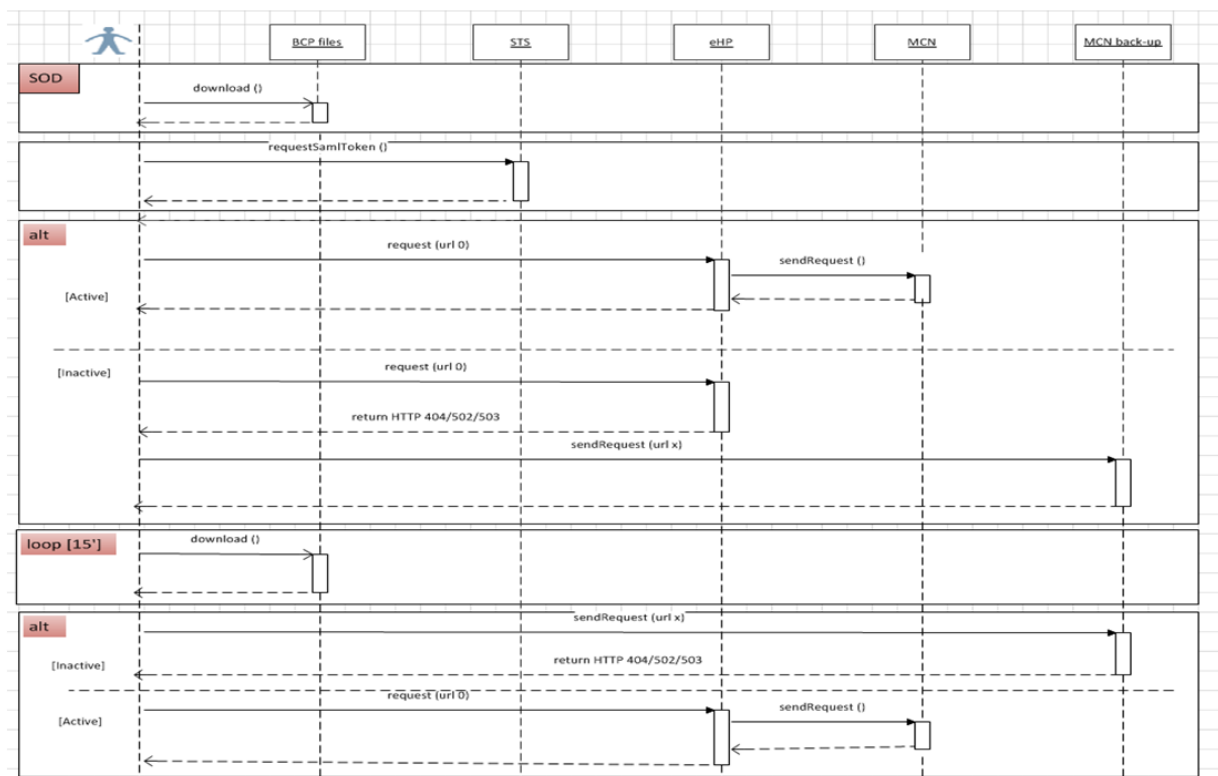 BCP files
STS
eHP
MCN
MCN back-up
SOD
download ()
requestSamlToken ()
alt
request (url 0)
sendRequest ()
[Active]
[Inactive]
request (url 0)
return HTTP 404/502/503
sendRequest (url x)
loop [15']
download ()
alt
sendRequest (url x)
[Inactive]
return HTTP 404/502/503
request (url 0)
[Active]
sendRequest ()